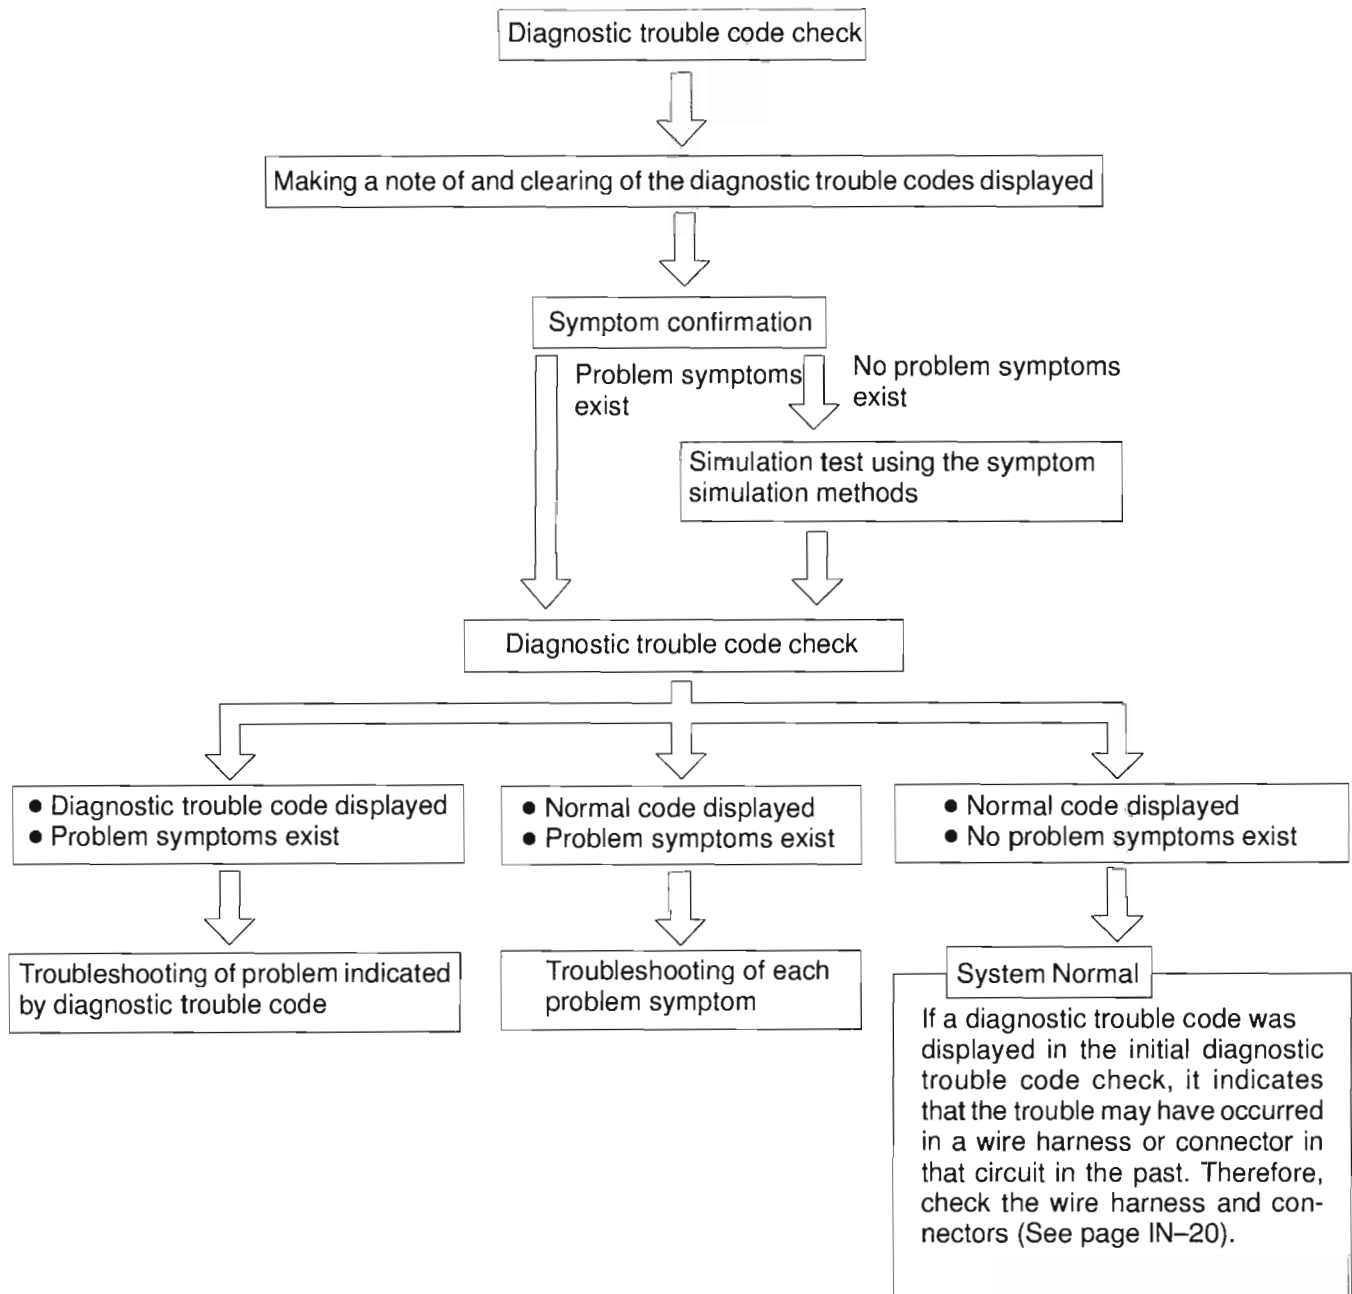 Diagnostic trouble code check
Making a note of and clearing of the diagnostic trouble codes displayed
Symptom confirmation
Problem symptoms
exist
No problem symptoms
exist
Simulation test using the symptom
simulation methods
Diagnostic trouble code check
● Diagnostic trouble code displayed
● Problem symptoms exist
● Normal code displayed
● Problem symptoms exist
● Normal code displayed
● No problem symptoms exist
Troubleshooting of problem indicated
by diagnostic trouble code
Troubleshooting of each
problem symptom
System Normal
If a diagnostic trouble code was
displayed in the initial diagnostic
trouble code check, it indicates
that the trouble may have occurred
in a wire harness or connector in
that circuit in the past. Therefore,
check the wire harness and con-
nectors (See page IN–20).